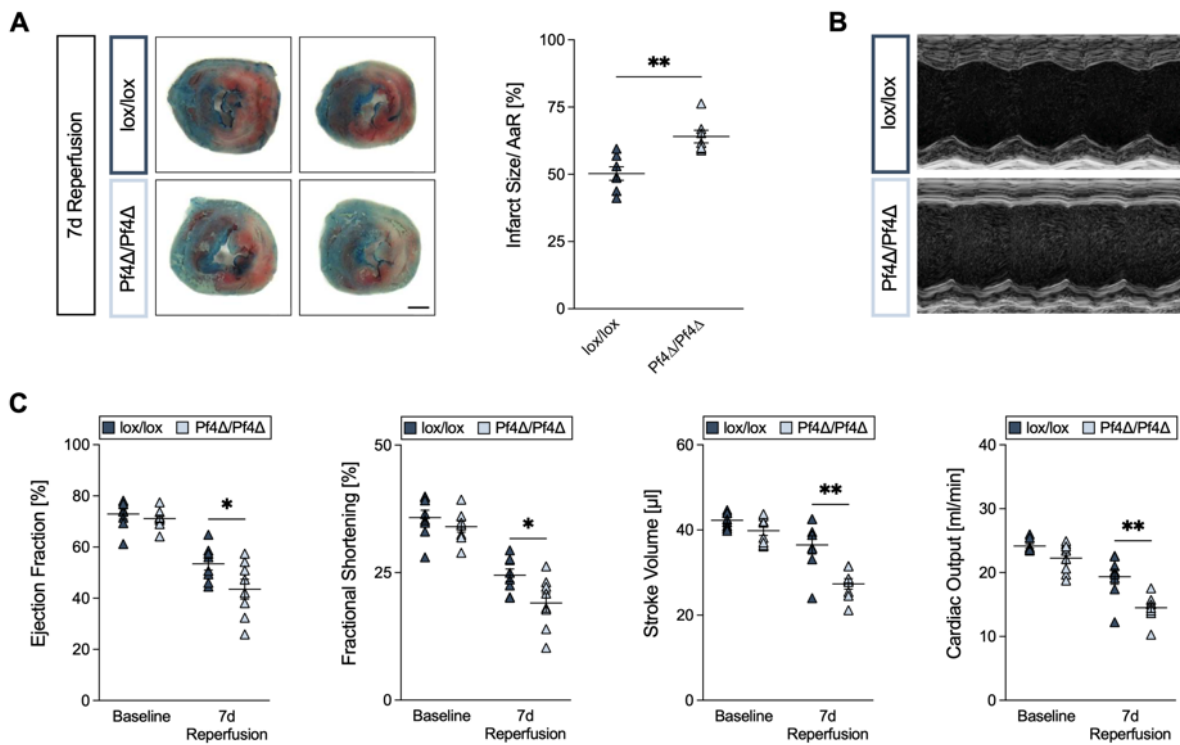 A
7d Reperfusion
lox/lox
Pf4Δ/Pf4Δ
Infarct Size/ AaR [%]
100
75
50
25
0
**
lox/lox
Pf4Δ/Pf4Δ
B
lox/lox
Pf4Δ/Pf4Δ
C
lox/lox Pf4Δ/Pf4Δ
Ejection Fraction [%]
100
80
60
40
20
0
*
Baseline 7d
Reperfusion
lox/lox Pf4Δ/Pf4Δ
Fractional Shortening [%]
50
25
0
*
Baseline 7d
Reperfusion
lox/lox Pf4Δ/Pf4Δ
Stroke Volume [µl]
60
40
20
0
**
Baseline 7d
Reperfusion
lox/lox Pf4Δ/Pf4Δ
Cardiac Output [ml/min]
40
30
20
10
0
**
Baseline 7d
Reperfusion